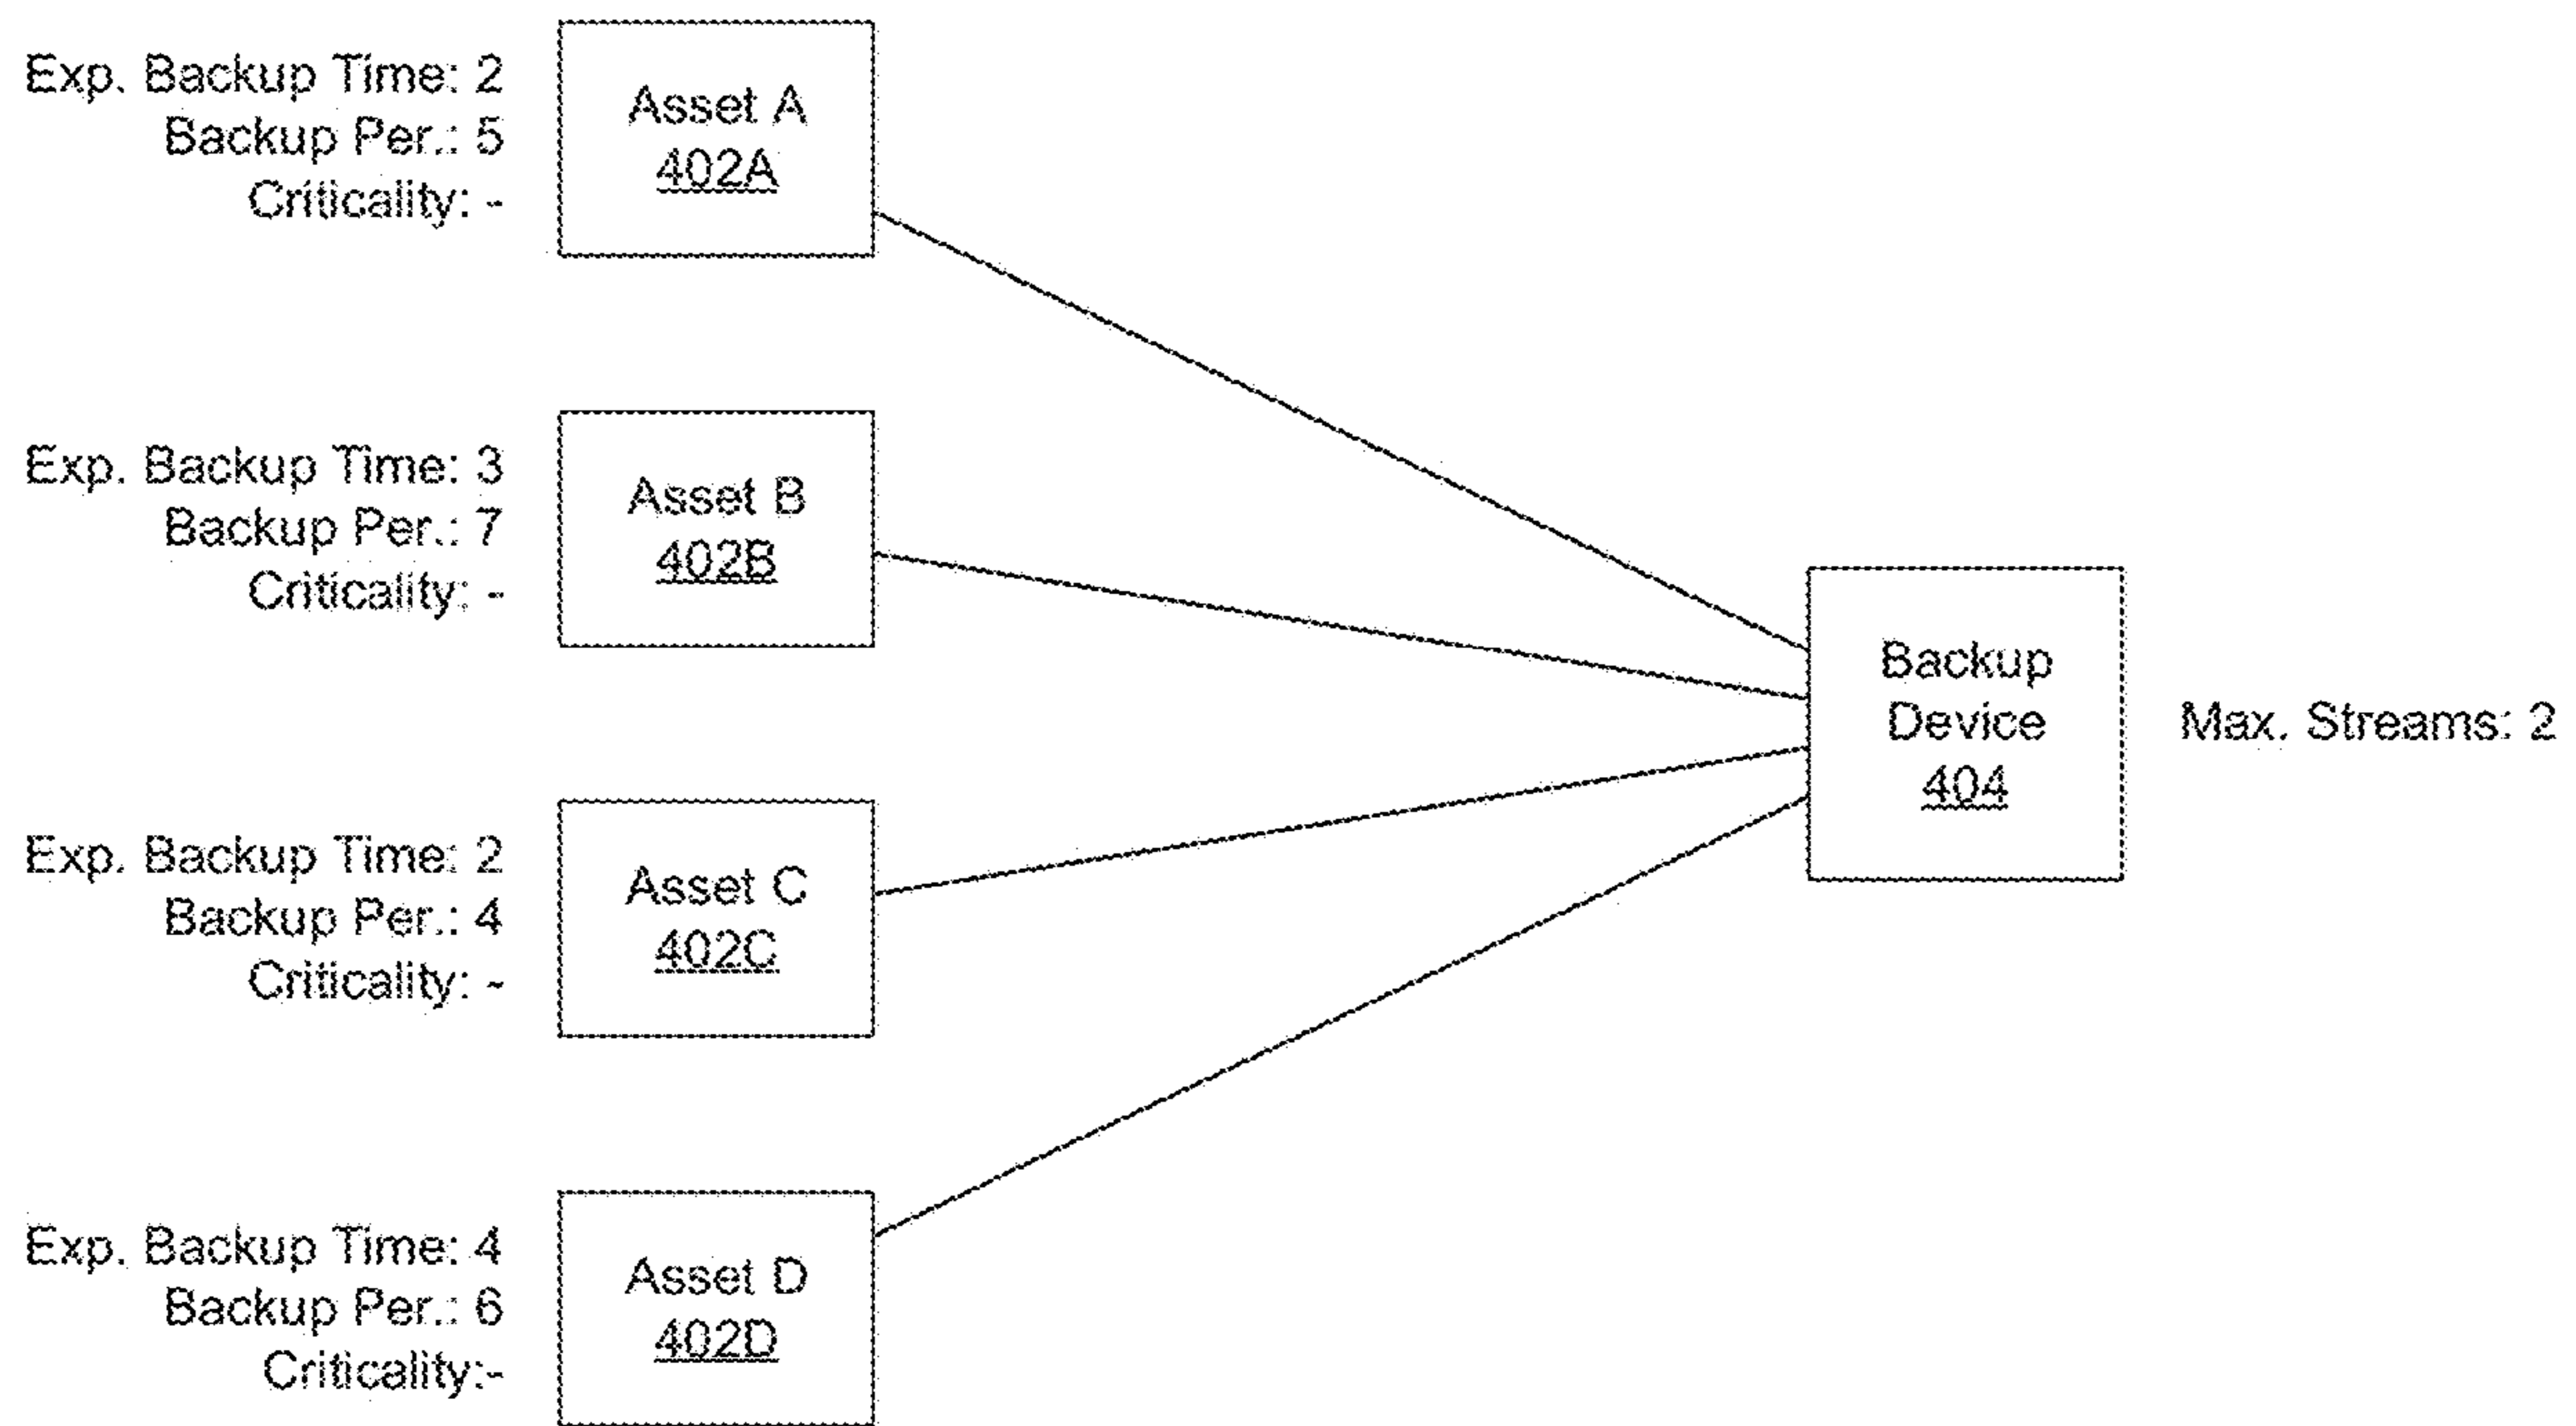 Exp. Backup Time: 2
Backup Per.: 5
Criticality: -
Asset A
402A
Exp. Backup Time: 3
Backup Per.: 7
Criticality: -
Asset B
402B
Exp. Backup Time: 2
Backup Per.: 4
Criticality: -
Asset C
402C
Exp. Backup Time: 4
Backup Per.: 6
Criticality:-
Asset D
402D
Backup
Device
404
Max. Streams: 2